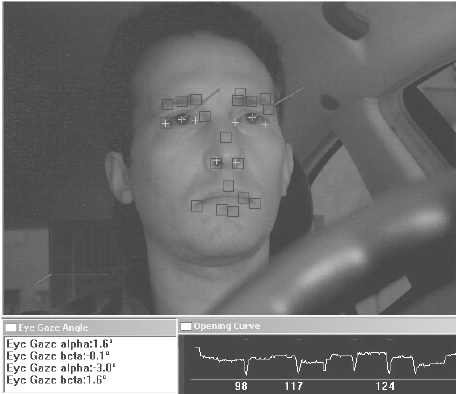 Eye Gaze Angle
Eye Gaze alpha:1.6°
Eye Gaze beta:-0.1°
Eye Gaze alpha:-3.0°
Eye Gaze beta:1.6°
Opening Curve
98 117 124